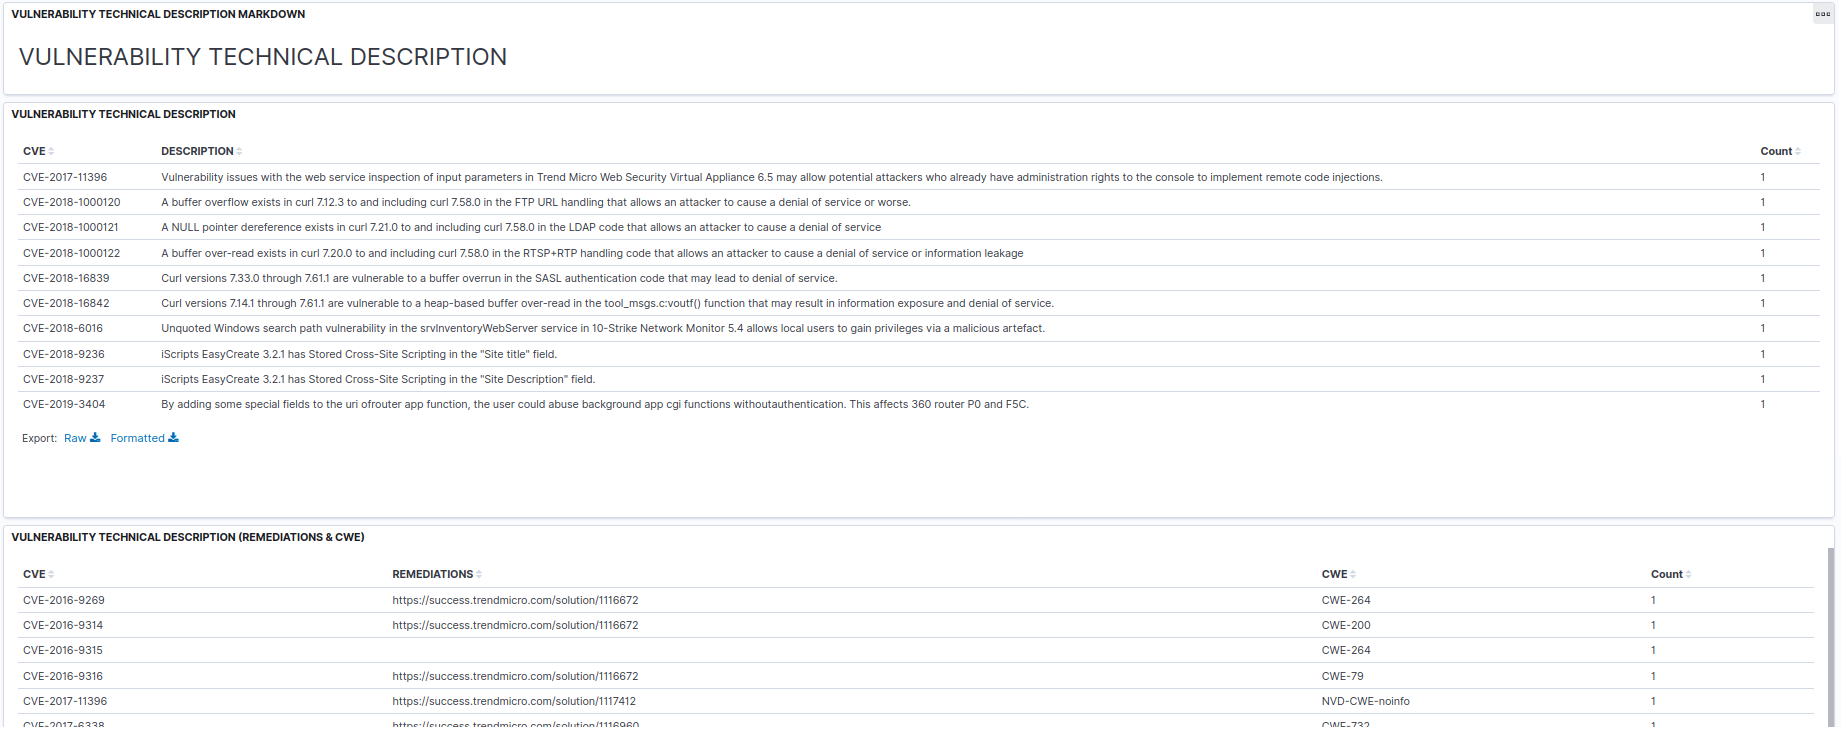 VULNERABILITY TECHNICAL DESCRIPTION MARKDOWN
VULNERABILITY TECHNICAL DESCRIPTION
VULNERABILITY TECHNICAL DESCRIPTION
CVE DESCRIPTION Count
CVE-2017-11396 Vulnerability issues with the web service inspection of input parameters in Trend Micro Web Security Virtual Appliance 6.5 may allow potential attackers who already have administration rights to the console to implement remote code injections. 1
CVE-2018-1000120 A buffer overflow exists in curl 7.12.3 to and including curl 7.58.0 in the FTP URL handling that allows an attacker to cause a denial of service or worse. 1
CVE-2018-1000121 A NULL pointer dereference exists in curl 7.21.0 to and including curl 7.58.0 in the LDAP code that allows an attacker to cause a denial of service 1
CVE-2018-1000122 A buffer over-read exists in curl 7.20.0 to and including curl 7.58.0 in the RTSP+RTP handling code that allows an attacker to cause a denial of service or information leakage 1
CVE-2018-16839 Curl versions 7.33.0 through 7.61.1 are vulnerable to a buffer overrun in the SASL authentication code that may lead to denial of service. 1
CVE-2018-16842 Curl versions 7.14.1 through 7.61.1 are vulnerable to a heap-based buffer over-read in the tool_msgs.c:voutf() function that may result in information exposure and denial of service. 1
CVE-2018-6016 Unquoted Windows search path vulnerability in the srvInventoryWebServer service in 10-Strike Network Monitor 5.4 allows local users to gain privileges via a malicious artefact. 1
CVE-2018-9236 iScripts EasyCreate 3.2.1 has Stored Cross-Site Scripting in the "Site title" field. 1
CVE-2018-9237 iScripts EasyCreate 3.2.1 has Stored Cross-Site Scripting in the "Site Description" field. 1
CVE-2019-3404 By adding some special fields to the uri ofrouter app function, the user could abuse background app cgi functions withoutauthentication. This affects 360 router P0 and F5C. 1
Export: Raw Formatted
VULNERABILITY TECHNICAL DESCRIPTION (REMEDIATIONS & CWE)
CVE REMEDIATIONS CWE Count
CVE-2016-9269 https://success.trendmicro.com/solution/1116672 CWE-264 1
CVE-2016-9314 https://success.trendmicro.com/solution/1116672 CWE-200 1
CVE-2016-9315 CWE-264 1
CVE-2016-9316 https://success.trendmicro.com/solution/1116672 CWE-79 1
CVE-2017-11396 https://success.trendmicro.com/solution/1117412 NVD-CWE-noinfo 1
CVE-2017-6338 https://success.trendmicro.com/solution/1116960 CWE-732 1